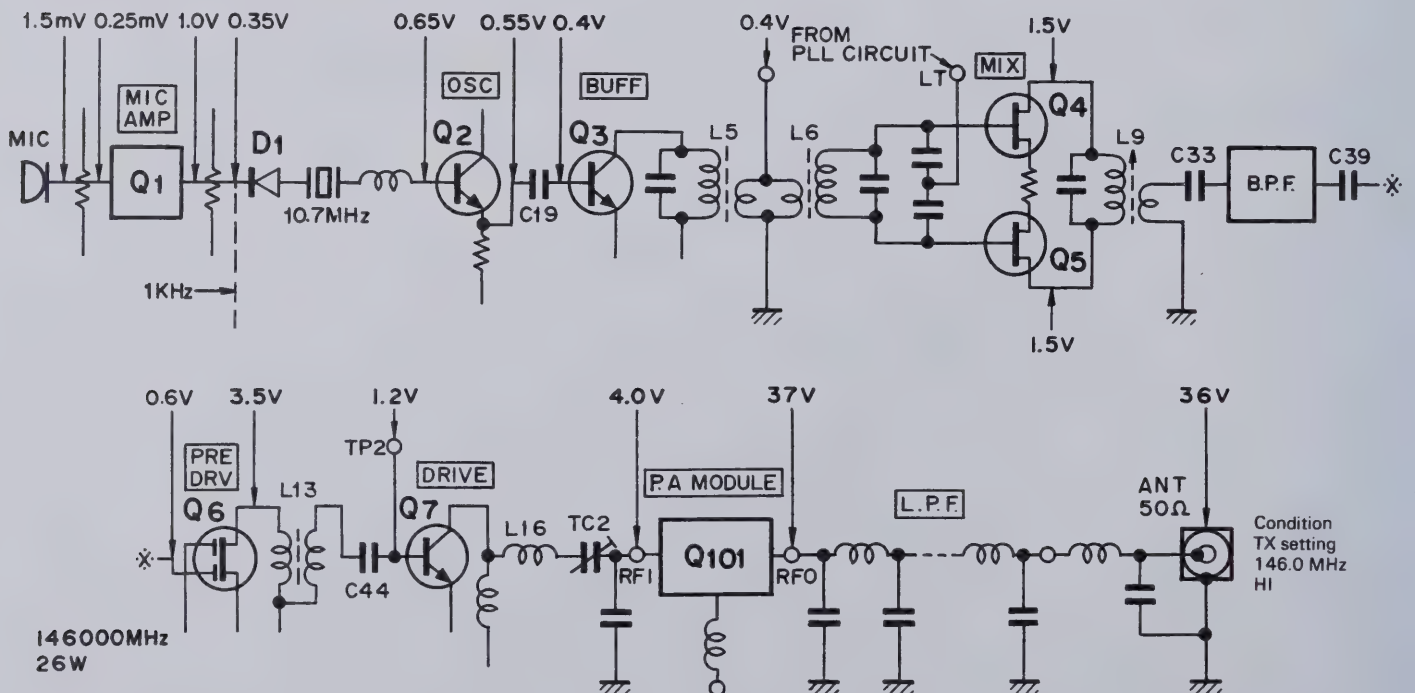 1.5mV 0.25mV 1.0V 0.35V 0.65V 0.55V 0.4V 0.4V FROM PLL CIRCUIT LT 1.5V
MIC AMP
OSC
BUFF
MIX
MIC
Q1
D1
Q2
Q3
L5
L6
Q4
L9
C33
B.P.F.
C39
※
10.7MHz
C19
Q5
1KHz
1.5V
0.6V 3.5V 1.2V 4.0V 37V 36V
PRE DRV
TP2
DRIVE
P.A MODULE
L.P.F.
ANT
50Ω
Q6
L13
Q7
L16
TC2
※
C44
RFI
Q101
RFO
Condition
TX setting
146.0 MHz
HI
146000MHz
26W